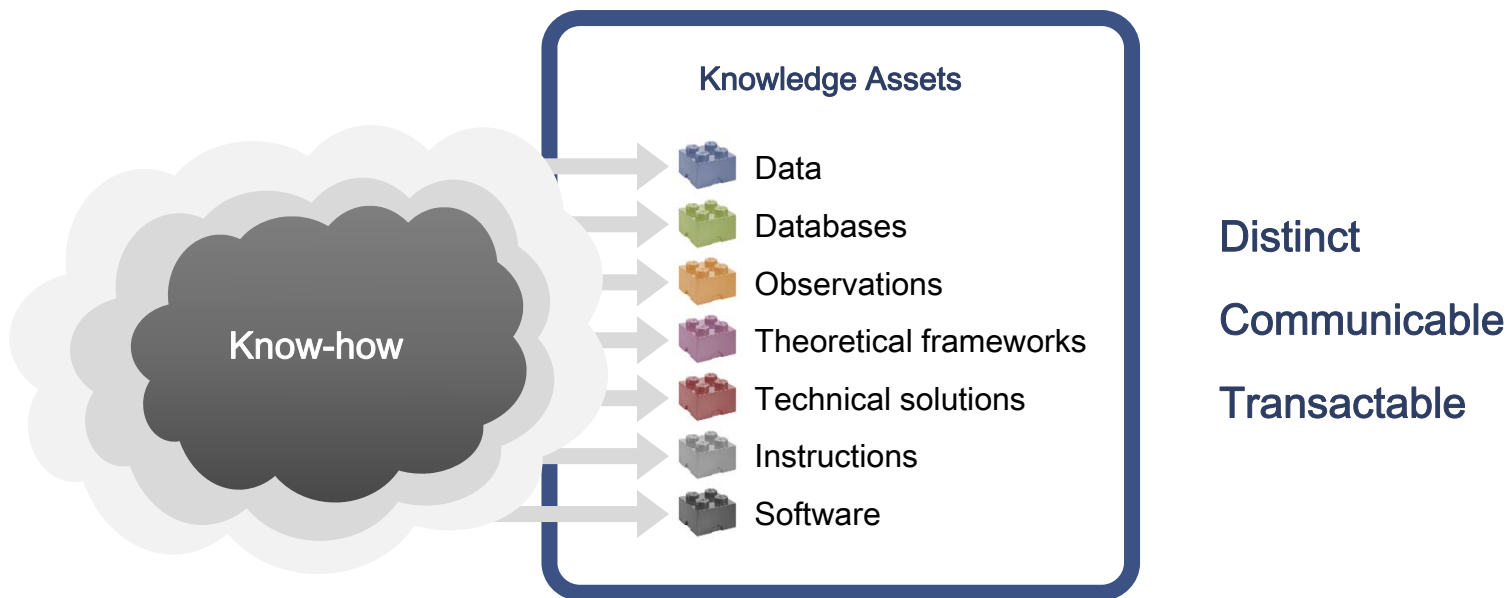 Knowledge Assets
Know-how
Data
Databases
Observations
Theoretical frameworks
Technical solutions
Instructions
Software
Distinct
Communicable
Transactable